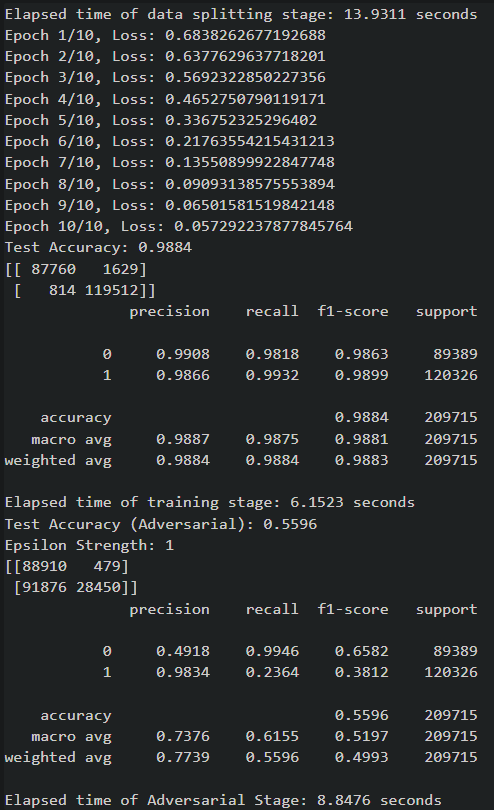 Elapsed time of data splitting stage: 13.9311 seconds
Epoch 1/10, Loss: 0.6838262677192688
Epoch 2/10, Loss: 0.6377629637718201
Epoch 3/10, Loss: 0.5692322850227356
Epoch 4/10, Loss: 0.4652750790119171
Epoch 5/10, Loss: 0.336752325296402
Epoch 6/10, Loss: 0.21763554215431213
Epoch 7/10, Loss: 0.13550899922847748
Epoch 8/10, Loss: 0.09093138575553894
Epoch 9/10, Loss: 0.06501581519842148
Epoch 10/10, Loss: 0.057292237877845764
Test Accuracy: 0.9884
[[ 87760   1629]
 [   814 119512]]
              precision    recall  f1-score   support

           0     0.9908    0.9818    0.9863     89389
           1     0.9866    0.9932    0.9899    120326

    accuracy                         0.9884    209715
   macro avg     0.9887    0.9875    0.9881    209715
weighted avg     0.9884    0.9884    0.9883    209715

Elapsed time of training stage: 6.1523 seconds
Test Accuracy (Adversarial): 0.5596
Epsilon Strength: 1
[[88910   479]
 [91876 28450]]
              precision    recall  f1-score   support

           0     0.4918    0.9946    0.6582     89389
           1     0.9834    0.2364    0.3812    120326

    accuracy                         0.5596    209715
   macro avg     0.7376    0.6155    0.5197    209715
weighted avg     0.7739    0.5596    0.4993    209715

Elapsed time of Adversarial Stage: 8.8476 seconds